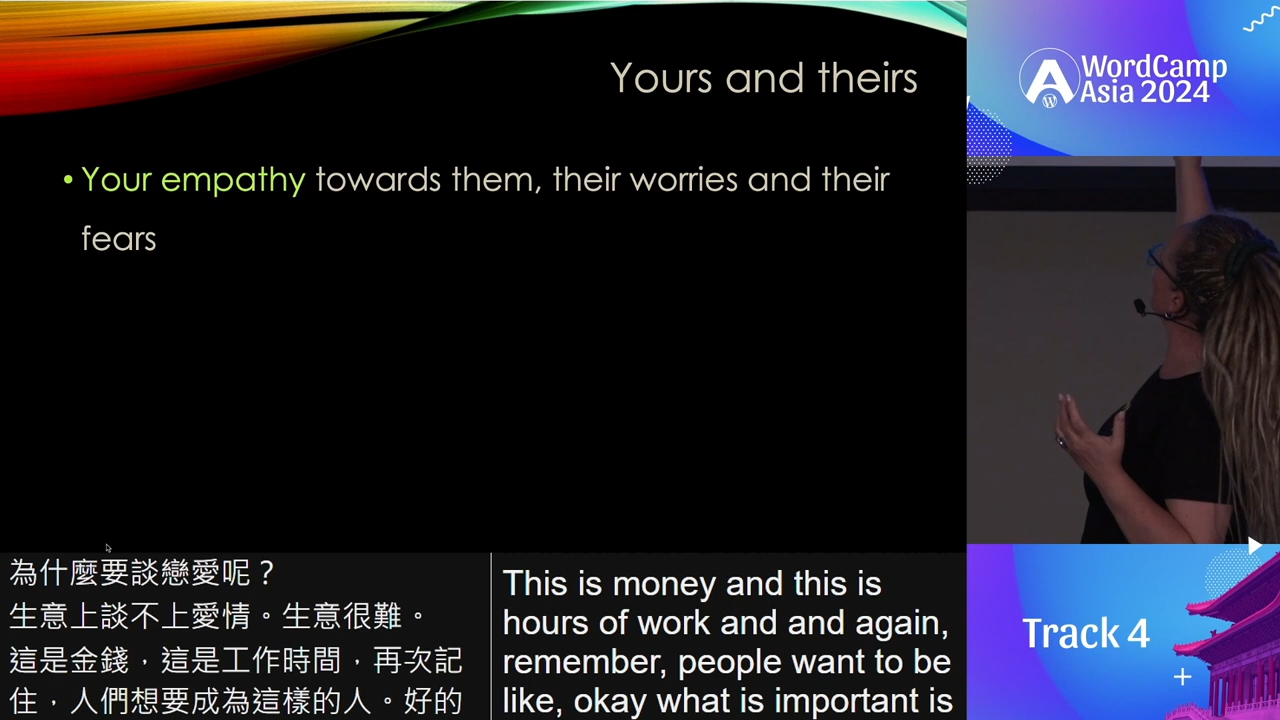 Yours and theirs
• Your empathy towards them, their worries and their
fears
WordCamp
Asia 2024
為什麼要談戀愛呢？
生意上談不上愛情。生意很難。
這是金錢，這是工作時間，再次記
住，人們想要成為這樣的人。好的
This is money and this is
hours of work and and again,
remember, people want to be
like, okay what is important is
Track 4